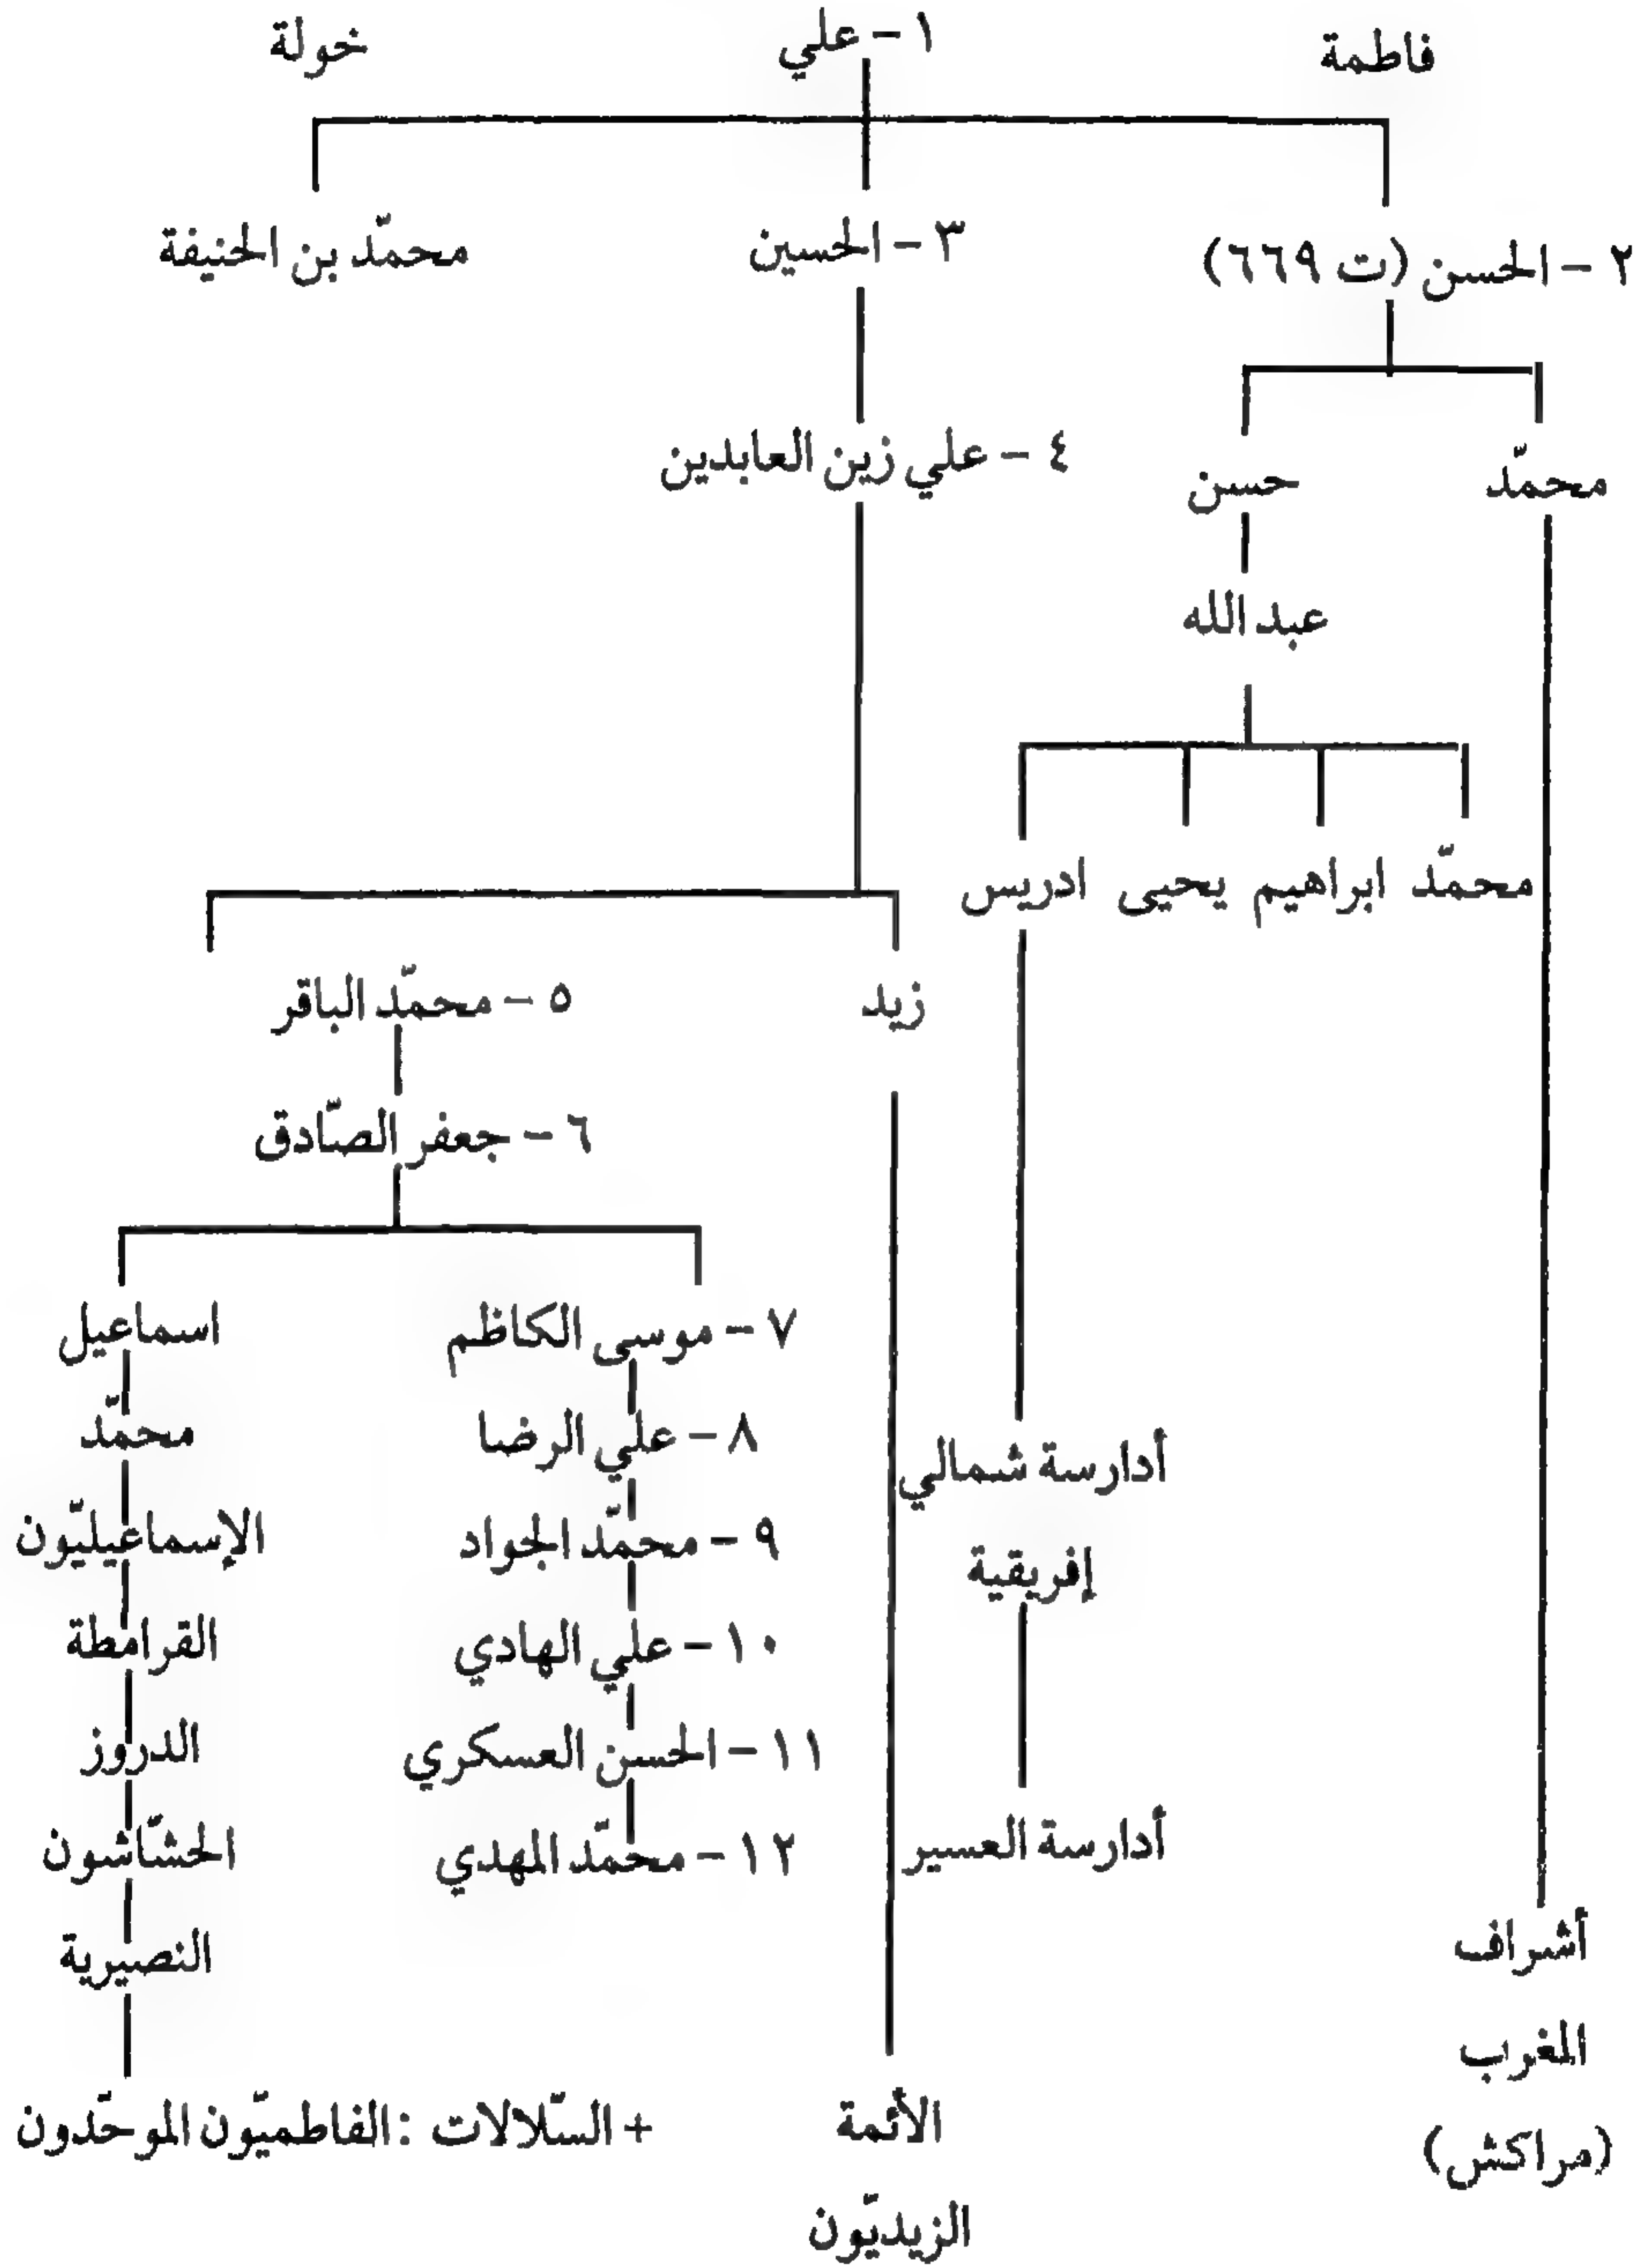 فاطمة
١ - علي
خولة
٢ - الحسن (ت ٦٦٩)
٣ - الحسين
محمّد بن الحنيفة
محمّد
حسن
٤ - علي زين العابدين
عبد الله
محمّد ابراهيم يحيى ادريس
زيد
٥ - محمّد الباقر
٦ - جعفر الصّادق
٧ - موسى الكاظم
اسماعيل
٨ - علي الرضا
محمّد
أدارسة شمالي
إفريقية
٩ - محمّد الجواد
الإسماعيليّون
١٠ - علي الهادي
القرامطة
١١ - الحسن العسكري
الدروز
أدارسة العسير
١٢ - محمّد المهدي
الحشّاشون
أشراف
المغرب
(مراكش)
النصيرية
الأئمة
الزيديّون
+ السّلالات : الفاطميّون الموحّدون